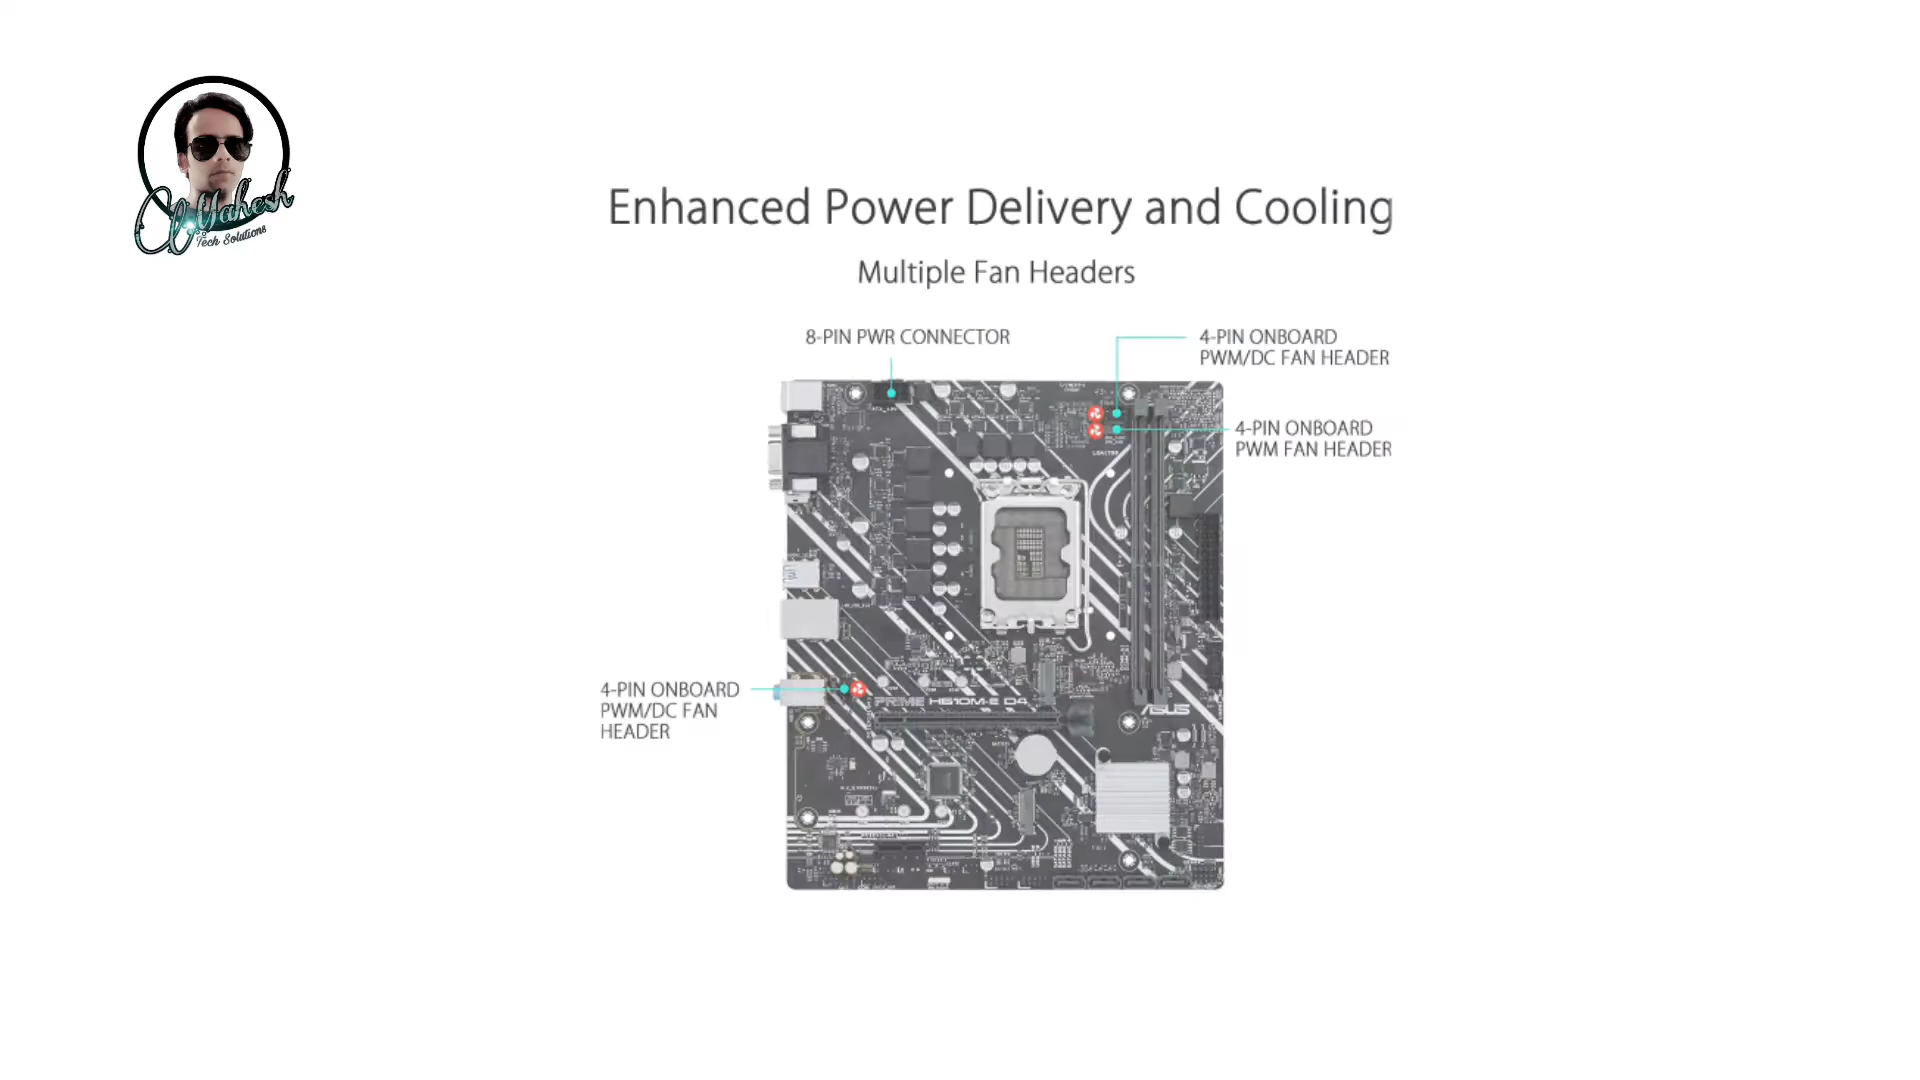 Mahesh
Tech Solutions
Enhanced Power Delivery and Cooling
Multiple Fan Headers
8-PIN PWR CONNECTOR
4-PIN ONBOARD
PWM/DC FAN HEADER
4-PIN ONBOARD
PWM FAN HEADER
LGA1700
4-PIN ONBOARD
PWM/DC FAN
HEADER
PRIME H610M-E D4
ASUS